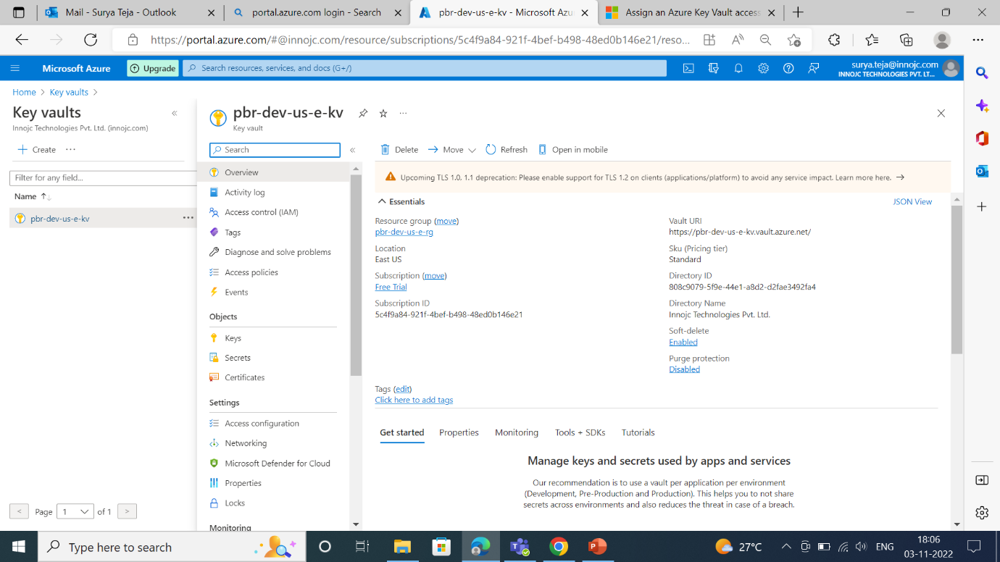 Mail - Surya Teja - Outlook
portal.azure.com login - Search
pbr-dev-us-e-kv - Microsoft Azu
Assign an Azure Key Vault access
https://portal.azure.com/#@innojc.com/resource/subscriptions/5c4f9a84-921f-4bef-b498-48ed0b146e21/reso...
Microsoft Azure
Upgrade
Search resources, services, and docs (G+/)
surya.teja@innojc.com
INNOJC TECHNOLOGIES PVT. LT...
Home > Key vaults >
Key vaults
Innojc Technologies Pvt. Ltd. (innojc.com)
Create
Filter for any field...
Name
pbr-dev-us-e-kv
Page 1 of 1
pbr-dev-us-e-kv
Key vault
Search
Overview
Activity log
Access control (IAM)
Tags
Diagnose and solve problems
Access policies
Events
Objects
Keys
Secrets
Certificates
Settings
Access configuration
Networking
Microsoft Defender for Cloud
Properties
Locks
Monitoring
Delete Move Refresh Open in mobile
Upcoming TLS 1.0, 1.1 deprecation: Please enable support for TLS 1.2 on clients (applications/platform) to avoid any service impact. Learn more here.
Essentials
JSON View
Resource group (move)
pbr-dev-us-e-rg
Location
East US
Subscription (move)
Free Trial
Subscription ID
5c4f9a84-921f-4bef-b498-48ed0b146e21
Vault URI
https://pbr-dev-us-e-kv.vault.azure.net/
Sku (Pricing tier)
Standard
Directory ID
808c9079-5f9e-44e1-a8d2-d2fae3492fa4
Directory Name
Innojc Technologies Pvt. Ltd.
Soft-delete
Enabled
Purge protection
Disabled
Tags (edit)
Click here to add tags
Get started Properties Monitoring Tools + SDKs Tutorials
Manage keys and secrets used by apps and services
Our recommendation is to use a vault per application per environment
(Development, Pre-Production and Production). This helps you to not share
secrets across environments and also reduces the threat in case of a breach.
Type here to search
27°C
ENG
18:06
03-11-2022